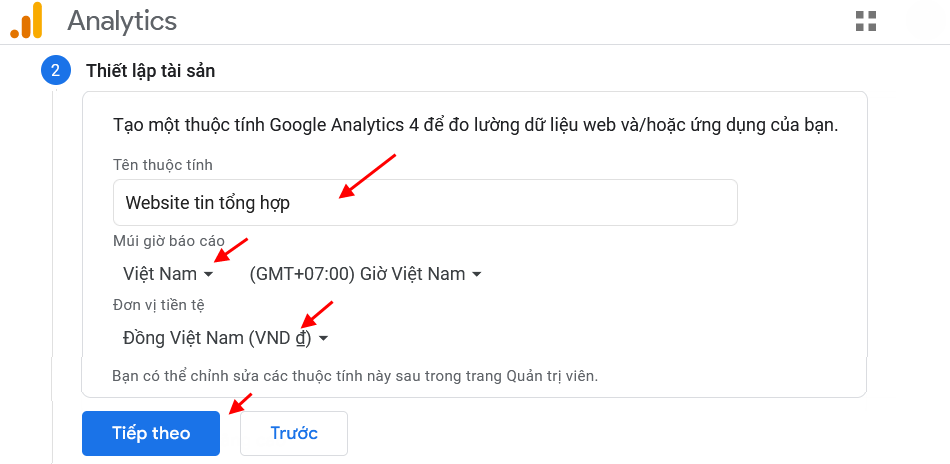 Analytics
2 Thiết lập tài sản
Tạo một thuộc tính Google Analytics 4 để đo lường dữ liệu web và/hoặc ứng dụng của bạn.
Tên thuộc tính
Website tin tổng hợp
Múi giờ báo cáo
Việt Nam (GMT+07:00) Giờ Việt Nam
Đơn vị tiền tệ
Đồng Việt Nam (VND ₫)
Bạn có thể chỉnh sửa các thuộc tính này sau trong trang Quản trị viên.
Tiếp theo Trước